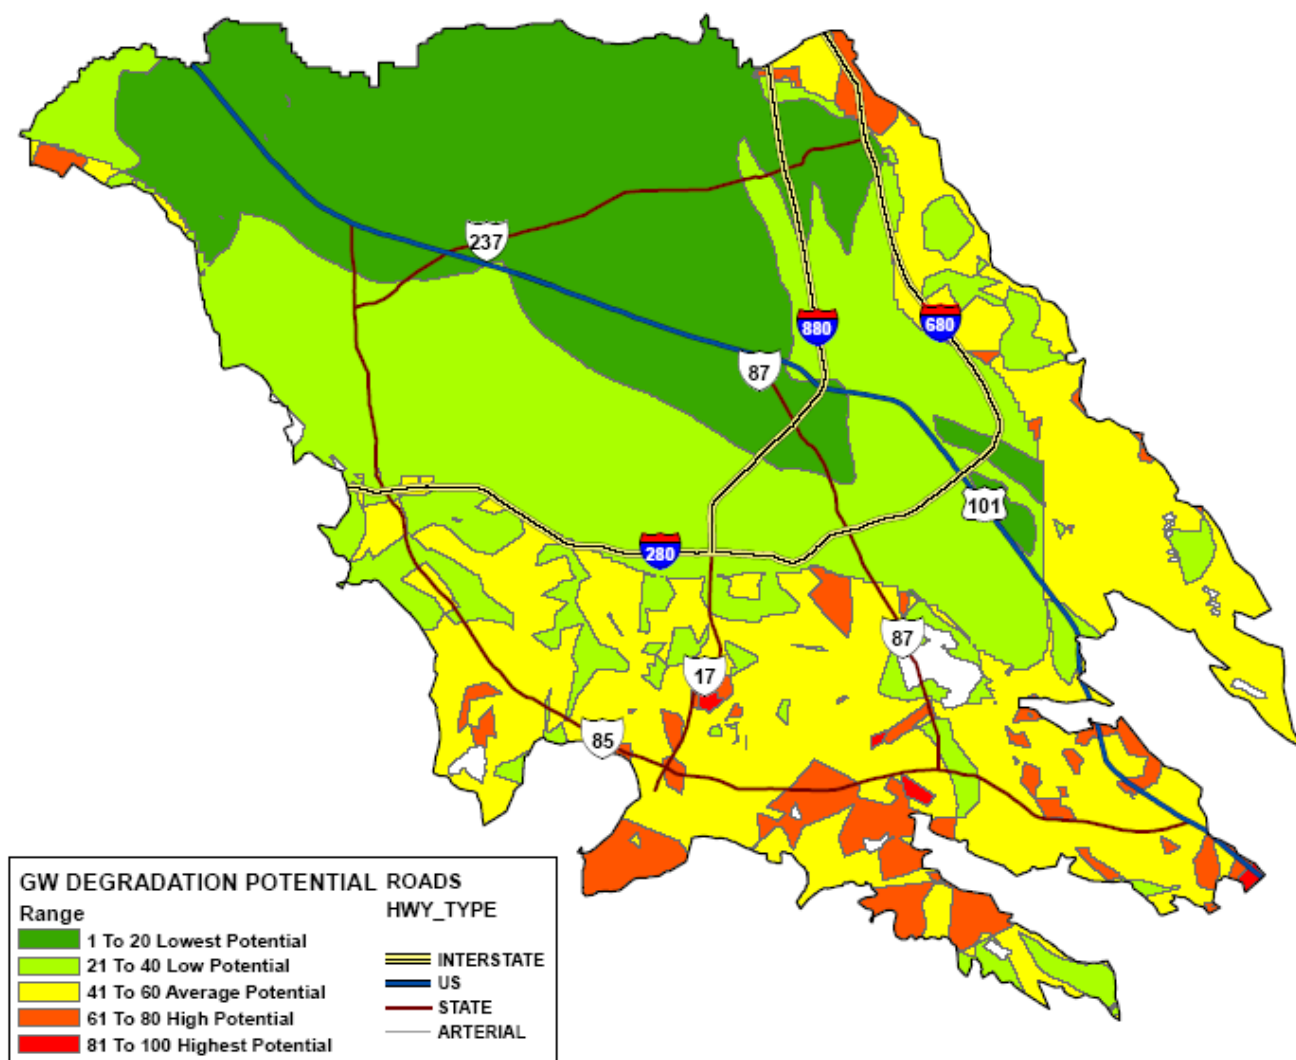 237
880
680
87
101
280
87
17
85
GW DEGRADATION POTENTIAL
Range
1 To 20 Lowest Potential
21 To 40 Low Potential
41 To 60 Average Potential
61 To 80 High Potential
81 To 100 Highest Potential
ROADS
HWY_TYPE
INTERSTATE
US
STATE
ARTERIAL